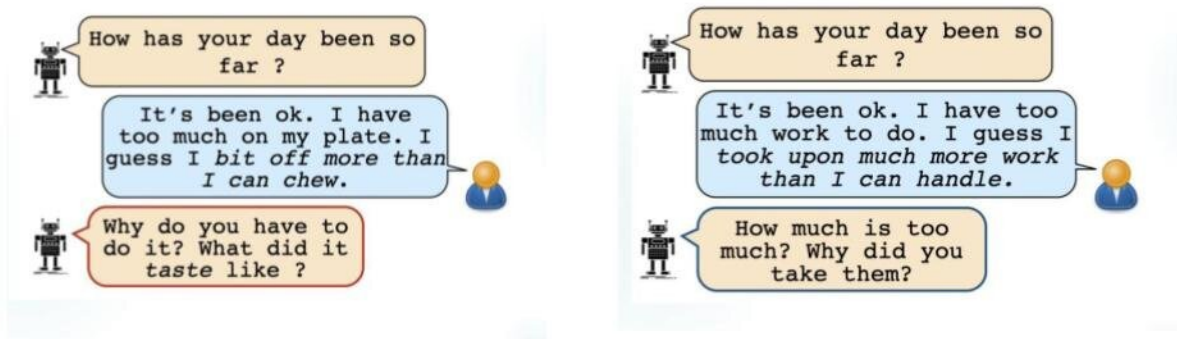 How has your day been so
far ?
It's been ok. I have
too much on my plate. I
guess I bit off more than
I can chew.
Why do you have to
do it? What did it
taste like ?
How has your day been so
far ?
It's been ok. I have too
much work to do. I guess I
took upon much more work
than I can handle.
How much is too
much? Why did you
take them?